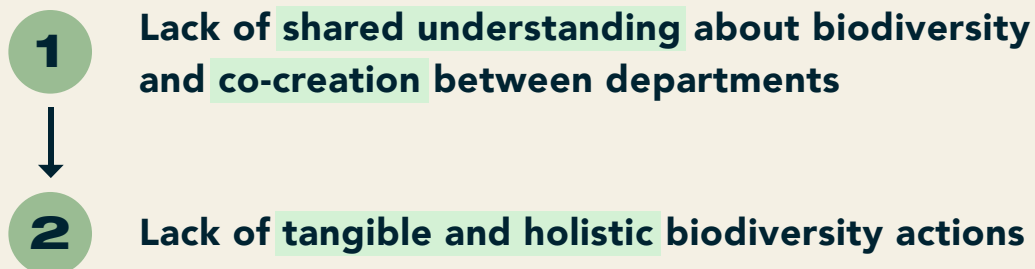 1
Lack of shared understanding about biodiversity
and co-creation between departments
2
Lack of tangible and holistic biodiversity actions